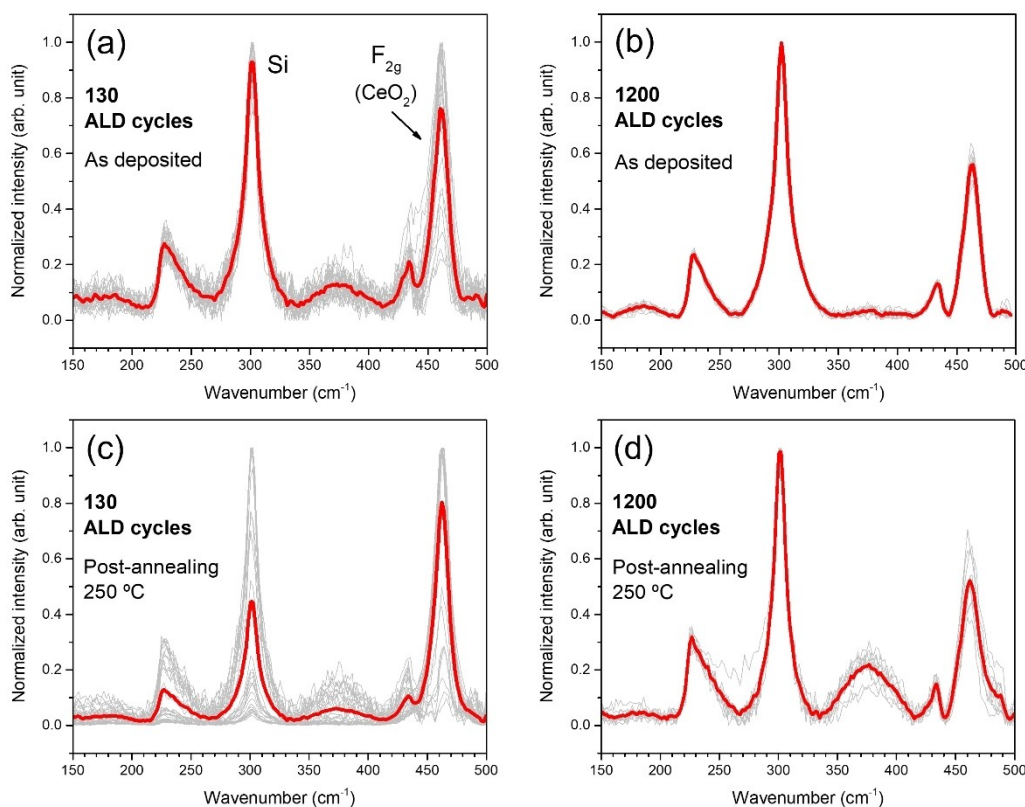 (a)
Si
F2g
(CeO2)
130
ALD cycles
As deposited
Normalized intensity (arb. unit)
1.0
0.8
0.6
0.4
0.2
0.0
150 200 250 300 350 400 450 500
Wavenumber (cm-1)
(b)
1200
ALD cycles
As deposited
Normalized intensity (arb. unit)
1.0
0.8
0.6
0.4
0.2
0.0
150 200 250 300 350 400 450 500
Wavenumber (cm-1)
(c)
130
ALD cycles
Post-annealing
250 ºC
Normalized intensity (arb. unit)
1.0
0.8
0.6
0.4
0.2
0.0
150 200 250 300 350 400 450 500
Wavenumber (cm-1)
(d)
1200
ALD cycles
Post-annealing
250 ºC
Normalized intensity (arb. unit)
1.0
0.8
0.6
0.4
0.2
0.0
150 200 250 300 350 400 450 500
Wavenumber (cm-1)